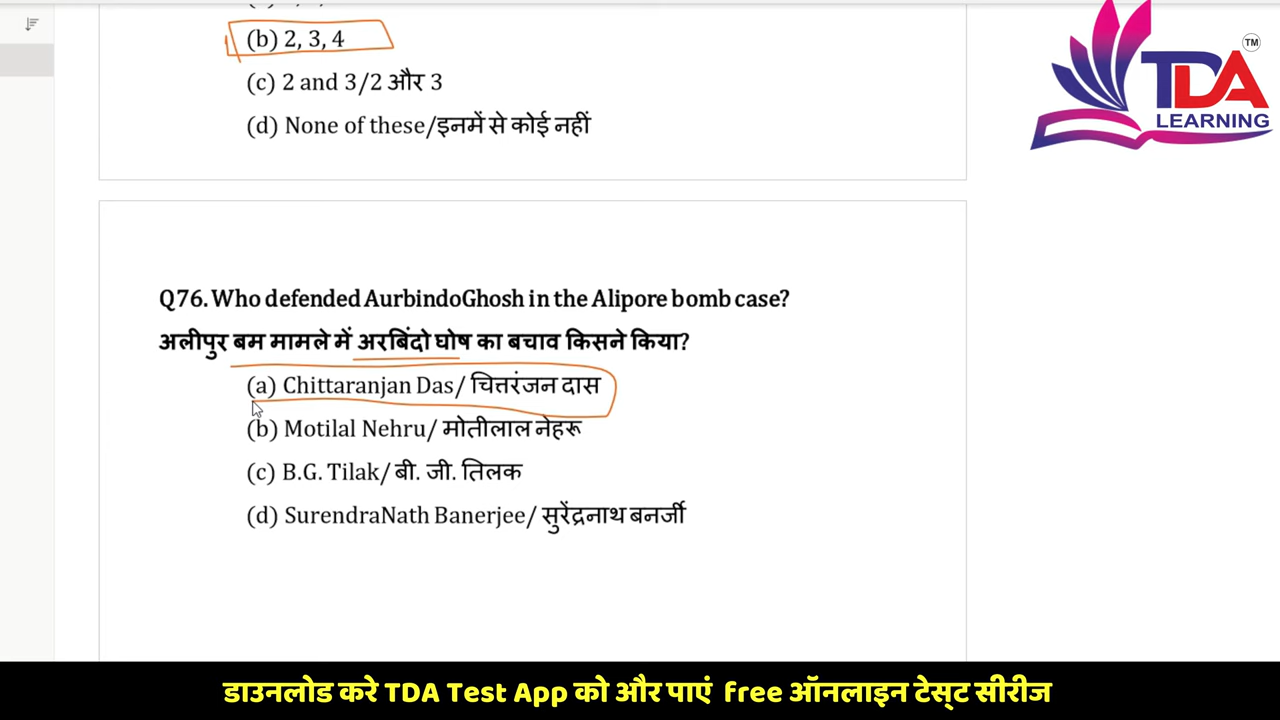 (b) 2, 3, 4
(c) 2 and 3/2 और 3
(d) None of these/इनमें से कोई नहीं
TDA TM
LEARNING
Q76. Who defended AurbindoGhosh in the Alipore bomb case?
अलीपुर बम मामले में अरबिंदो घोष का बचाव किसने किया?
(a) Chittaranjan Das/ चित्तरंजन दास
(b) Motilal Nehru/ मोतीलाल नेहरू
(c) B.G. Tilak/ बी. जी. तिलक
(d) SurendraNath Banerjee/ सुरेंद्रनाथ बनर्जी
डाउनलोड करे TDA Test App को और पाएं free ऑनलाइन टेस्ट सीरीज